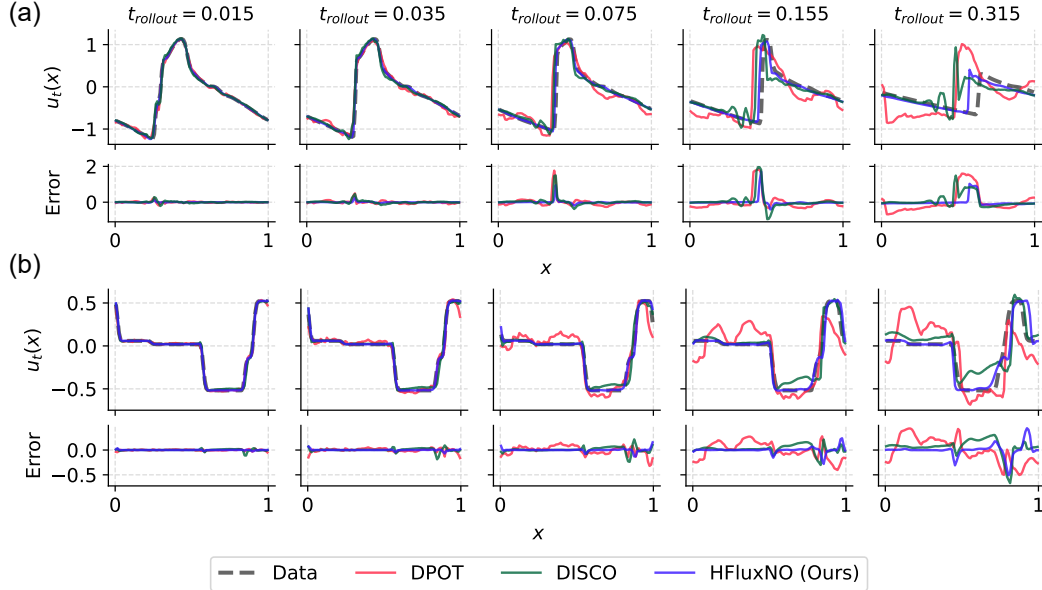 (a)
t_rollout = 0.015 t_rollout = 0.035 t_rollout = 0.075 t_rollout = 0.155 t_rollout = 0.315
u_t(x)
1
0
−1
Error
2
0
0 1 0 1 0 1 0 1 0 1
x
(b)
u_t(x)
0.5
0.0
−0.5
Error
0.0
−0.5
0 1 0 1 0 1 0 1 0 1
x
Data DPOT DISCO HFluxNO (Ours)